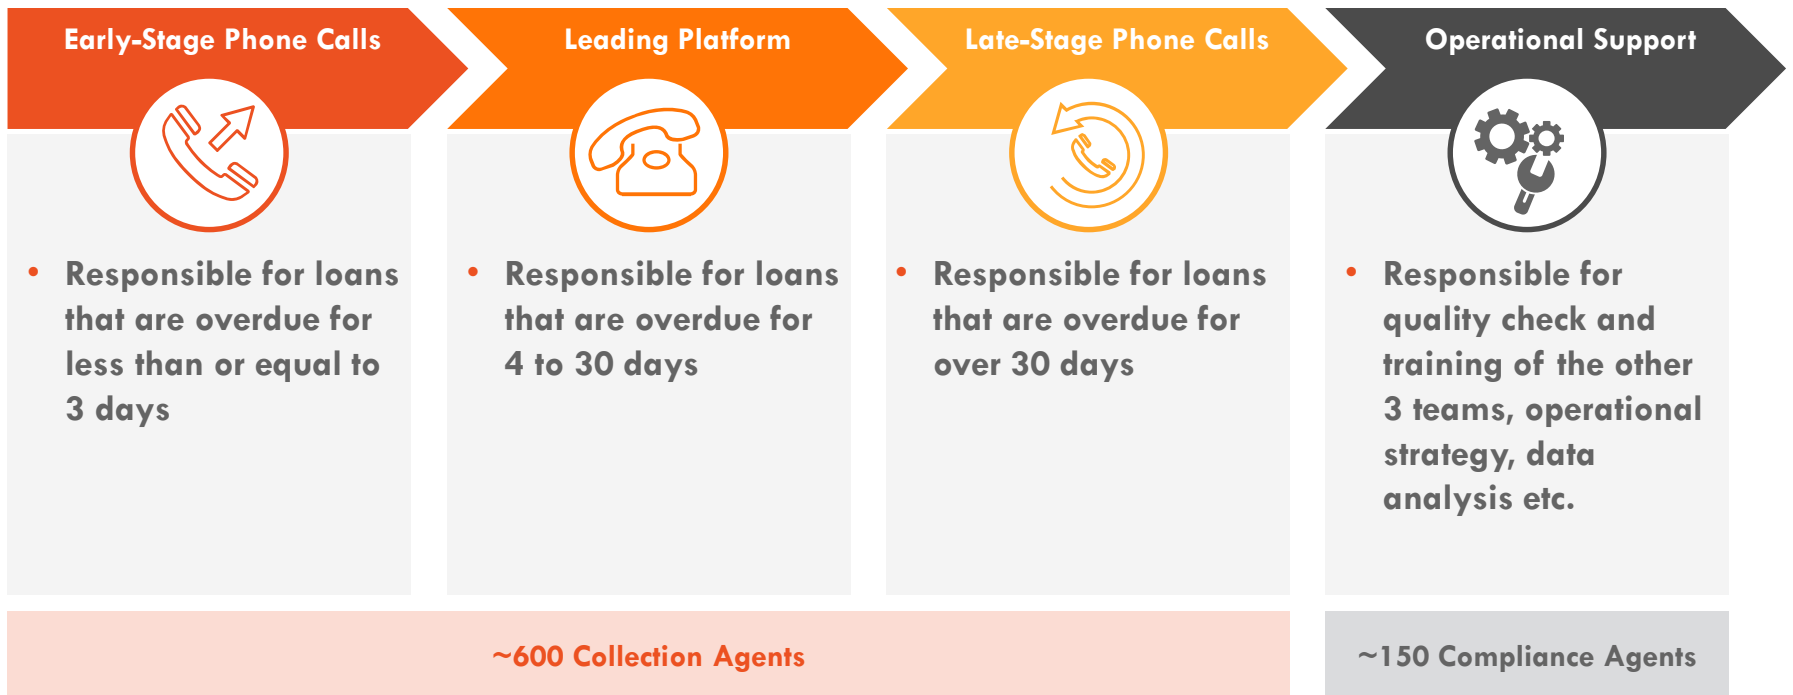 Early-Stage Phone Calls
Leading Platform
Late-Stage Phone Calls
Operational Support
• Responsible for loans
that are overdue for
less than or equal to
3 days
• Responsible for loans
that are overdue for
4 to 30 days
• Responsible for loans
that are overdue for
over 30 days
• Responsible for
quality check and
training of the other
3 teams, operational
strategy, data
analysis etc.
~600 Collection Agents
~150 Compliance Agents